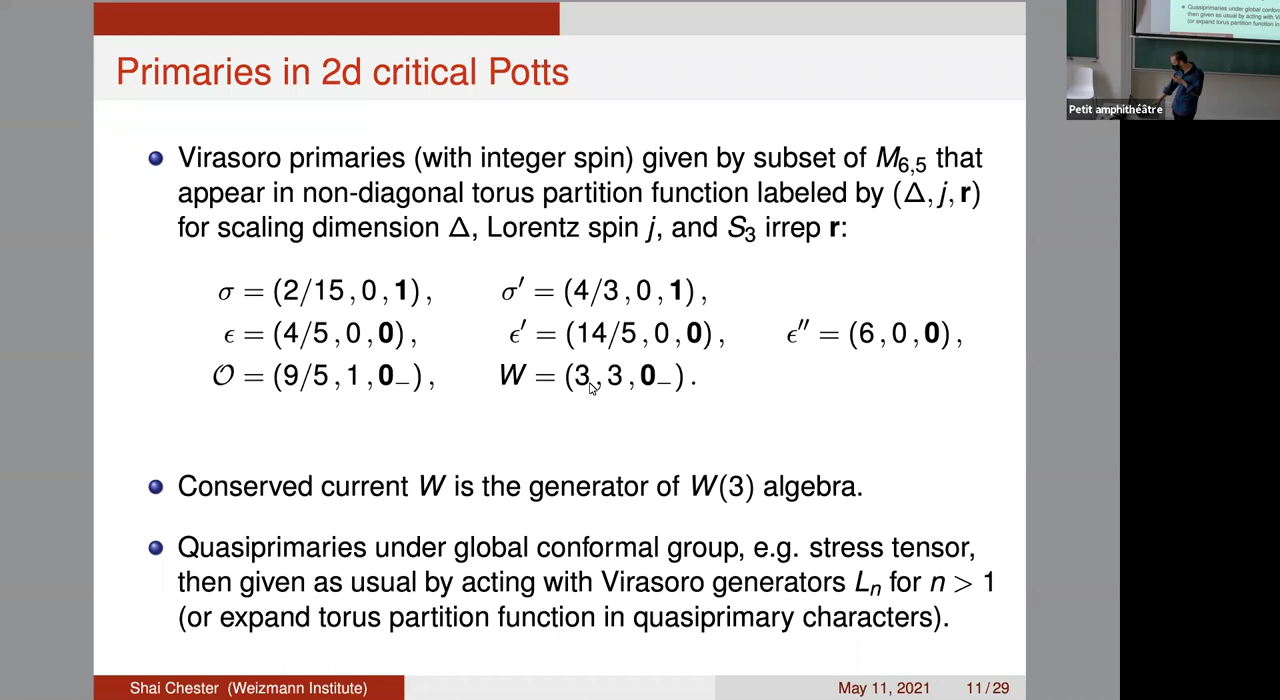 Primaries in 2d critical Potts
Virasoro primaries (with integer spin) given by subset of M₆,₅ that
appear in non-diagonal torus partition function labeled by (Δ, j, r)
for scaling dimension Δ, Lorentz spin j, and S₃ irrep r:
σ = (2/15, 0, 1), σ′ = (4/3, 0, 1),
ϵ = (4/5, 0, 0), ϵ′ = (14/5, 0, 0), ϵ′′ = (6, 0, 0),
𝒪 = (9/5, 1, 0₋), W = (3, 3, 0₋).
Conserved current W is the generator of W(3) algebra.
Quasiprimaries under global conformal group, e.g. stress tensor,
then given as usual by acting with Virasoro generators Lₙ for n > 1
(or expand torus partition function in quasiprimary characters).
Shai Chester (Weizmann Institute) May 11, 2021 11/29
Petit amphithéâtre